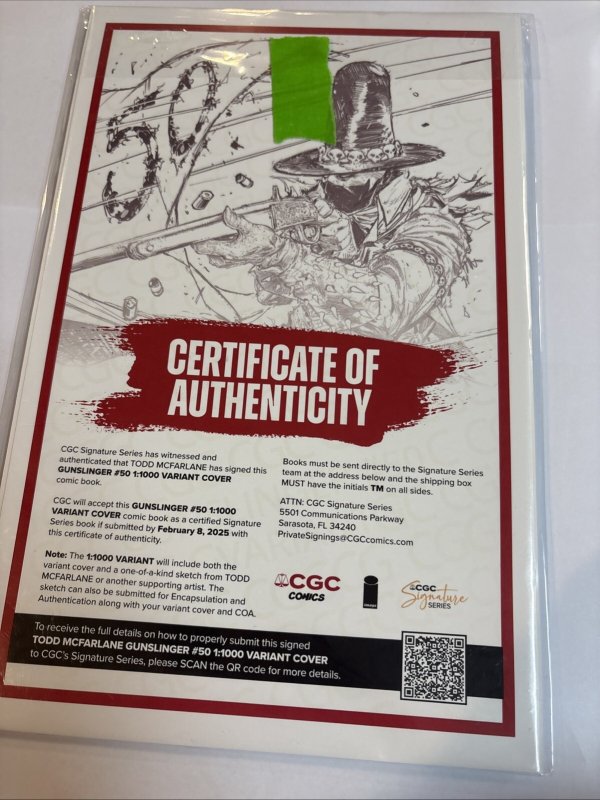 50
CERTIFICATE OF
AUTHENTICITY
CGC Signature Series has witnessed and
authenticated that TODD MCFARLANE has signed this
GUNSLINGER #50 1:1000 VARIANT COVER
comic book.
CGC will accept this GUNSLINGER #50 1:1000
VARIANT COVER comic book as a certified Signature
Series book if submitted by February 8, 2025 with
this certificate of authenticity.
Note: The 1:1000 VARIANT will include both the
variant cover and a one-of-a-kind sketch from TODD
MCFARLANE or another supporting artist. The
sketch can also be submitted for Encapsulation and
Authentication along with your variant cover and COA.
Books must be sent directly to the Signature Series
team at the address below and the shipping box
MUST have the initials TM on all sides.
ATTN: CGC Signature Series
5501 Communications Parkway
Sarasota, FL 34240
PrivateSignings@CGCcomics.com
CGC
COMICS
image
CGC
Signature
SERIES
To receive the full details on how to properly submit this signed
TODD MCFARLANE GUNSLINGER #50 1:1000 VARIANT COVER
to CGC's Signature Series, please SCAN the QR code for more details.